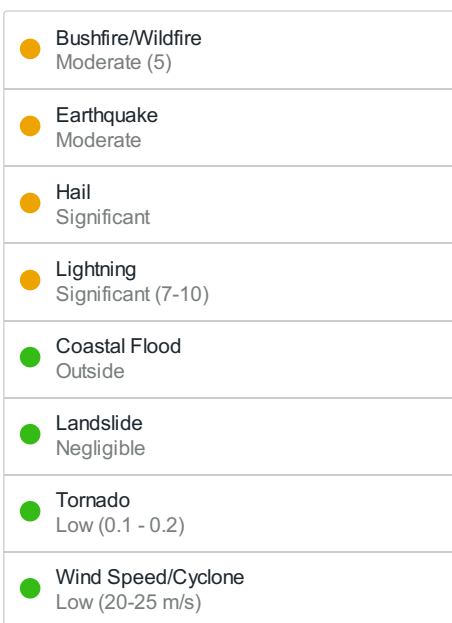 Bushfire/Wildfire
Moderate (5)
Earthquake
Moderate
Hail
Significant
Lightning
Significant (7-10)
Coastal Flood
Outside
Landslide
Negligible
Tornado
Low (0.1 - 0.2)
Wind Speed/Cyclone
Low (20-25 m/s)